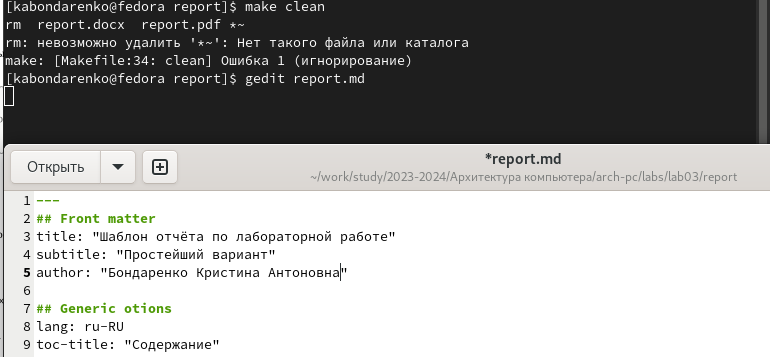 [kabondarenko@fedora report]$ make clean
rm  report.docx  report.pdf *~
rm: невозможно удалить '*~': Нет такого файла или каталога
make: [Makefile:34: clean] Ошибка 1 (игнорирование)
[kabondarenko@fedora report]$ gedit report.md
Открыть
*report.md
~/work/study/2023-2024/Архитектура компьютера/arch-pc/labs/lab03/report
1 ---
2 ## Front matter
3 title: "Шаблон отчёта по лабораторной работе"
4 subtitle: "Простейший вариант"
5 author: "Бондаренко Кристина Антоновна"
6
7 ## Generic otions
8 lang: ru-RU
9 toc-title: "Содержание"